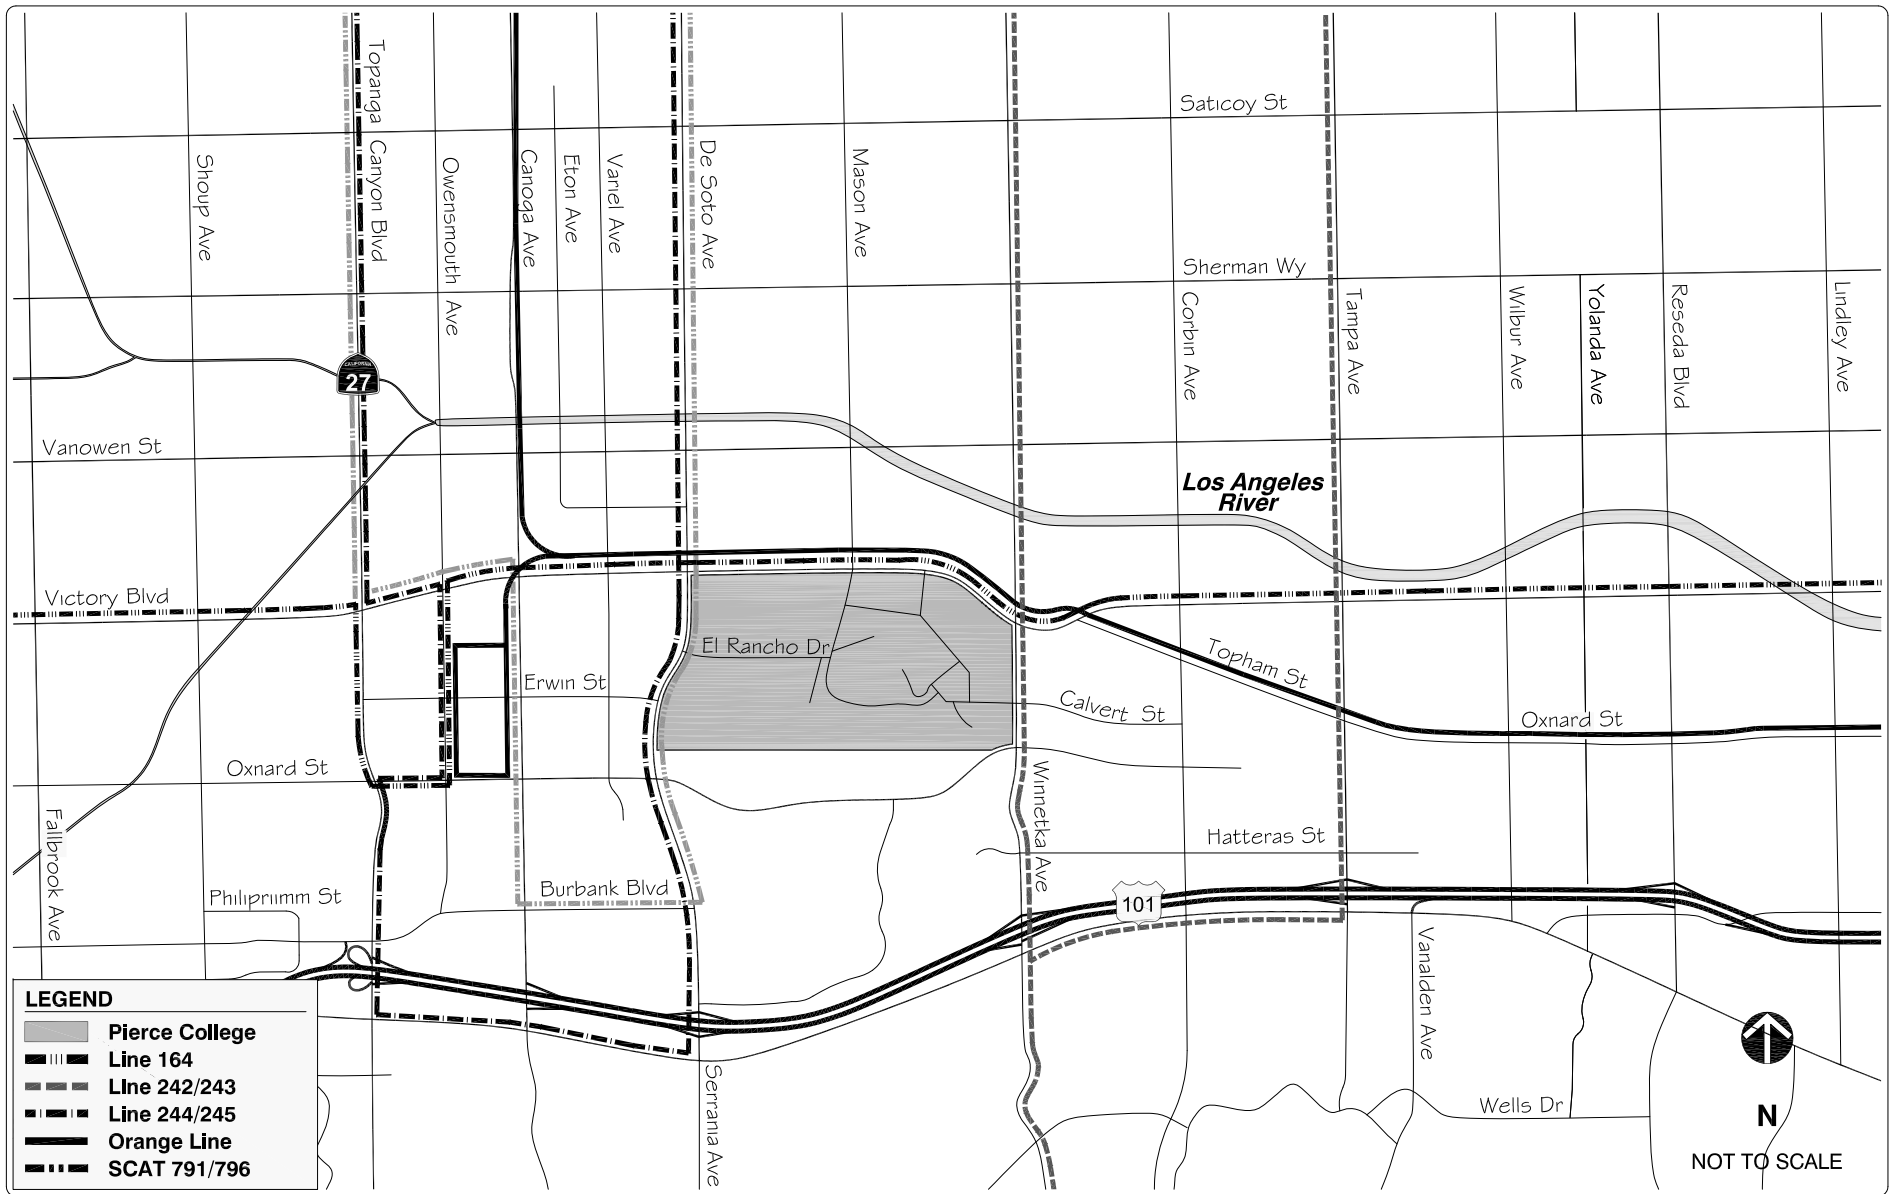 Saticoy St
Topanga Canyon Blvd
Shoup Ave
Owensmouth Ave
Canoga Ave
Eton Ave
Variel Ave
De Soto Ave
Mason Ave
Sherman Wy
Corbin Ave
Tampa Ave
Wilbur Ave
Yolanda Ave
Reseda Blvd
Lindley Ave
CALIFORNIA
27
Vanowen St
Los Angeles
River
Victory Blvd
El Rancho Dr
Topham St
Erwin St
Calvert St
Oxnard St
Oxnard St
Winnetka Ave
Fallbrook Ave
Hatteras St
Burbank Blvd
Philiprimm St
101
Vanalden Ave
Serrania Ave
Wells Dr
LEGEND
Pierce College
Line 164
LIne 242/243
Line 244/245
Orange Line
SCAT 791/796
N
NOT TO SCALE